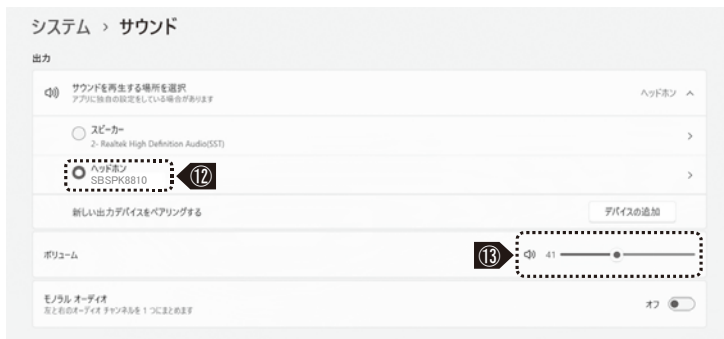 システム › サウンド
出力
サウンドを再生する場所を選択
アプリに独自の設定をしている場合があります
ヘッドホン
スピーカー
2- Realtek High Definition Audio(SST)
ヘッドホン
SBSPK8810
⑫
新しい出力デバイスをペアリングする
デバイスの追加
ボリューム
⑬
41
モノラル オーディオ
左と右のオーディオ チャンネルを 1 つにまとめます
オフ